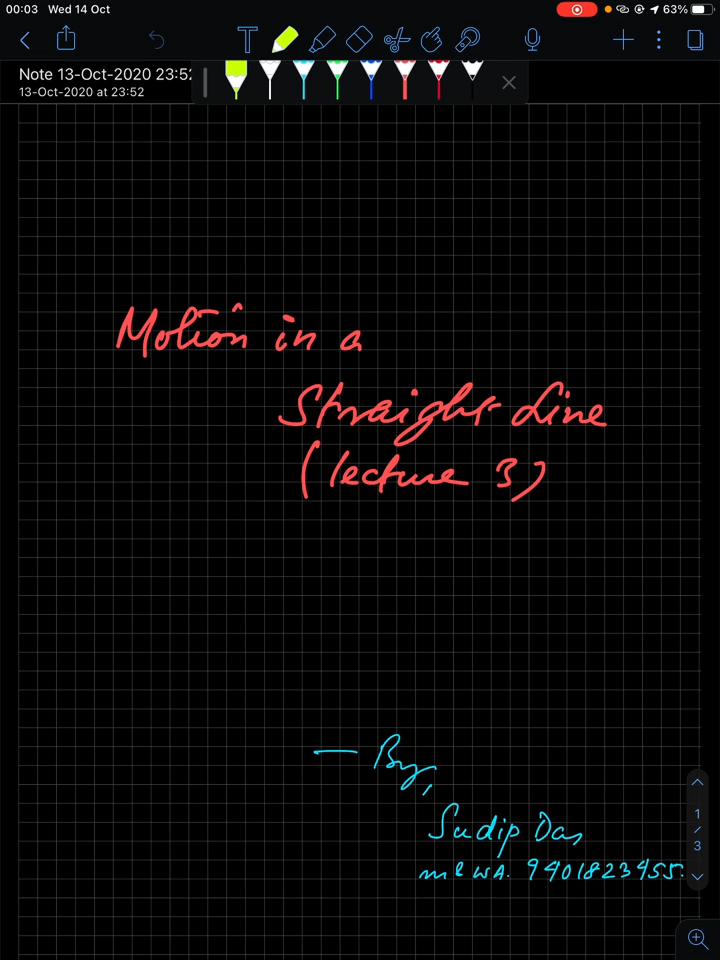 00:03 Wed 14 Oct
63%
Note 13-Oct-2020 23:52
13-Oct-2020 at 23:52
Motion in a
Straight Line
(lecture 3)
— By,
Sudip Das
m & WA. 9401823455.
1
/
3